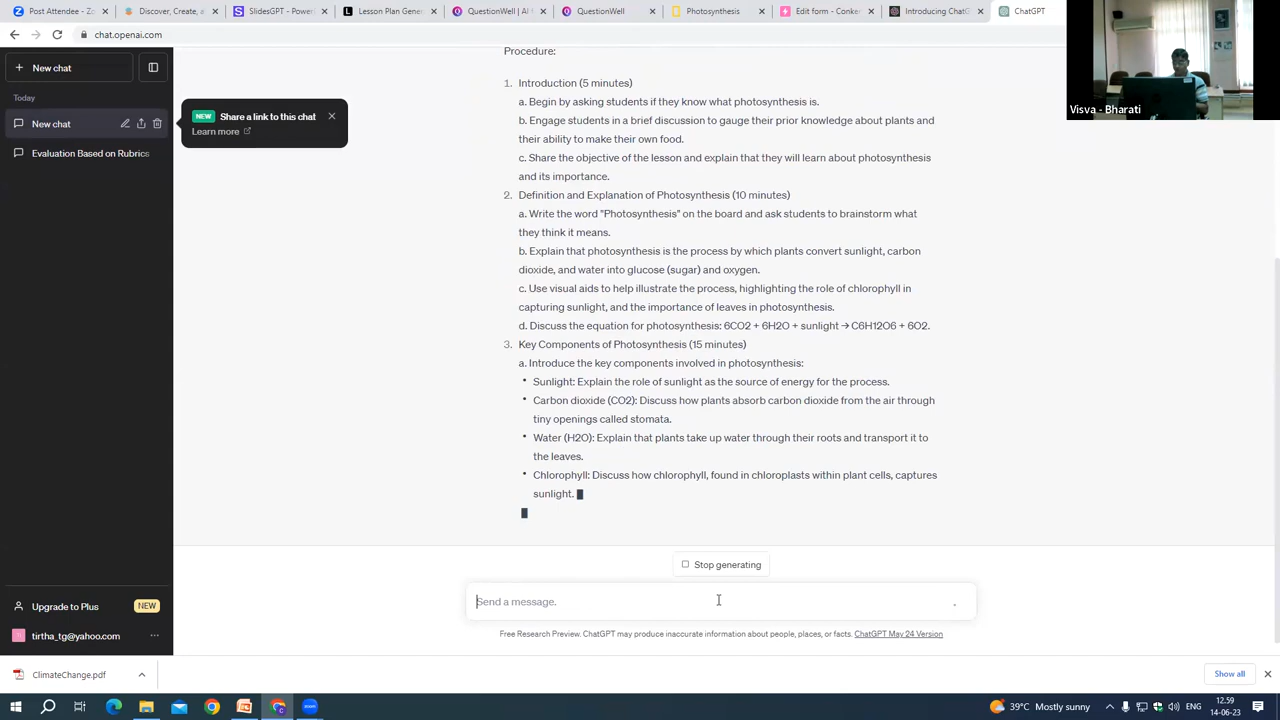 Post Attendee - Zoo
Discover, Create, a
SlidesGPT - Powerpoi
Lesson Plan Gener
QuestionWell | AI
QuestionWell
Photosynthesis
Edit form - Conke
Introducing ChatG
ChatGPT
chat.openai.com
Visva - Bharati
New chat
Today
New chat
Evaluation Based on Rubrics
NEW Share a link to this chat
Learn more
Procedure:
1. Introduction (5 minutes)
a. Begin by asking students if they know what photosynthesis is.
b. Engage students in a brief discussion to gauge their prior knowledge about plants and
their ability to make their own food.
c. Share the objective of the lesson and explain that they will learn about photosynthesis
and its importance.
2. Definition and Explanation of Photosynthesis (10 minutes)
a. Write the word "Photosynthesis" on the board and ask students to brainstorm what
they think it means.
b. Explain that photosynthesis is the process by which plants convert sunlight, carbon
dioxide, and water into glucose (sugar) and oxygen.
c. Use visual aids to help illustrate the process, highlighting the role of chlorophyll in
capturing sunlight, and the importance of leaves in photosynthesis.
d. Discuss the equation for photosynthesis: 6CO2 + 6H2O + sunlight → C6H12O6 + 6O2.
3. Key Components of Photosynthesis (15 minutes)
a. Introduce the key components involved in photosynthesis:
• Sunlight: Explain the role of sunlight as the source of energy for the process.
• Carbon dioxide (CO2): Discuss how plants absorb carbon dioxide from the air through
tiny openings called stomata.
• Water (H2O): Explain that plants take up water through their roots and transport it to
the leaves.
• Chlorophyll: Discuss how chlorophyll, found in chloroplasts within plant cells, captures
sunlight.
Stop generating
Send a message.
Free Research Preview. ChatGPT may produce inaccurate information about people, places, or facts. ChatGPT May 24 Version
Upgrade to Plus NEW
tirtha_tg@yahoo.com
ClimateChange.pdf
Show all
39°C Mostly sunny
ENG
12.59
14-06-23